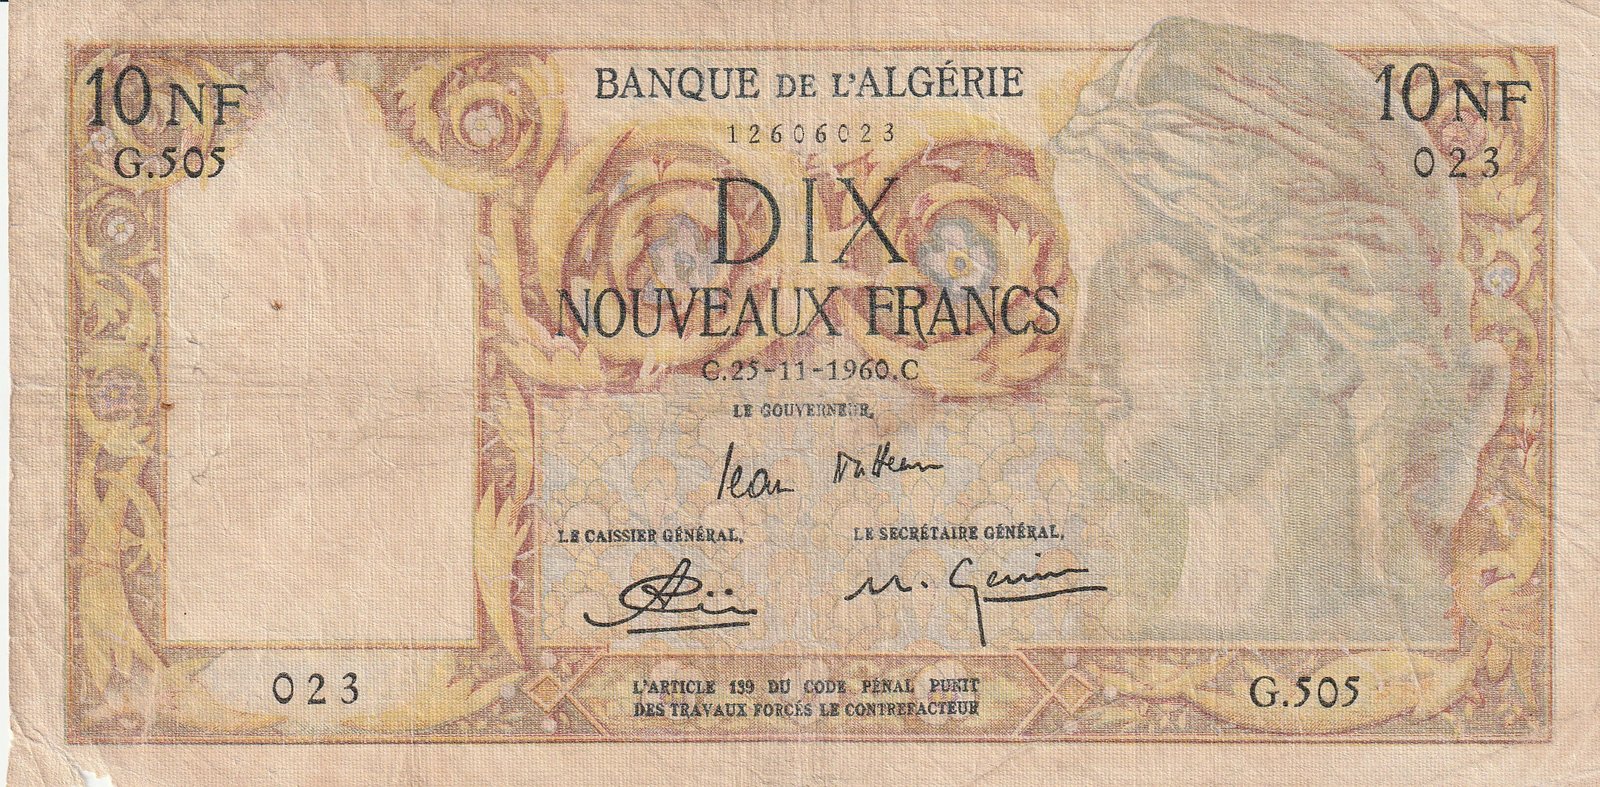 10 NF
BANQUE DE L'ALGÉRIE
10 NF
G.505
12606023
023
DIX
NOUVEAUX FRANCS
C.25-11-1960.C
LE GOUVERNEUR,
Jean
LE CAISSIER GÉNÉRAL,
LE SECRÉTAIRE GÉNÉRAL,
023
L'ARTICLE 139 DU CODE PÉNAL PUNIT
DES TRAVAUX FORCÉS LE CONTREFACTEUR
G.505